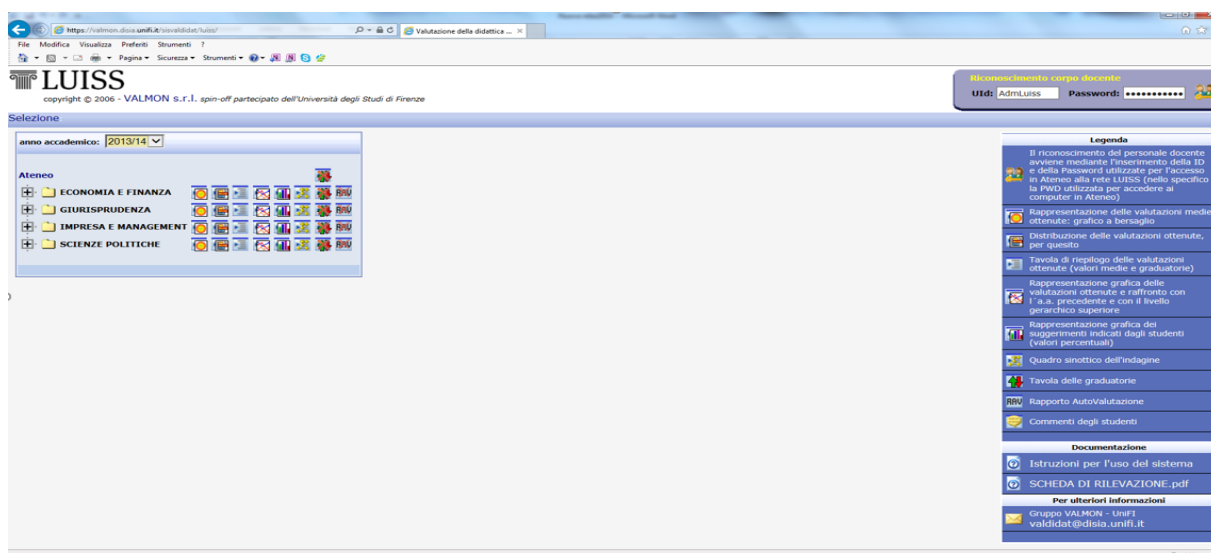 https://valmon.disia.unifi.it/sisvaldidat/luiss/
Valutazione della didattica ...
File Modifica Visualizza Preferiti Strumenti ?
Pagina Sicurezza Strumenti
LUISS
copyright © 2006 - VALMON S.r.l. spin-off partecipato dell'Università degli Studi di Firenze
Riconoscimento corpo docente
UId: AdmLuiss Password: •••••••••••
Selezione
anno accademico: 2013/14
Ateneo
ECONOMIA E FINANZA RAV
GIURISPRUDENZA RAV
IMPRESA E MANAGEMENT RAV
SCIENZE POLITICHE RAV
Legenda
Il riconoscimento del personale docente
avviene mediante l'inserimento della ID
e della Password utilizzate per l'accesso
in Ateneo alla rete LUISS (nello specifico
la PWD utilizzata per accedere ai
computer in Ateneo)
Rappresentazione delle valutazioni medie
ottenute: grafico a bersaglio
Distribuzione delle valutazioni ottenute,
per quesito
Tavola di riepilogo delle valutazioni
ottenute (valori medie e graduatorie)
Rappresentazione grafica delle
valutazioni ottenute e raffronto con
l´a.a. precedente e con il livello
gerarchico superiore
Rappresentazione grafica dei
suggerimenti indicati dagli studenti
(valori percentuali)
Quadro sinottico dell'indagine
Tavola delle graduatorie
RAV Rapporto AutoValutazione
Commenti degli studenti
Documentazione
Istruzioni per l'uso del sistema
SCHEDA DI RILEVAZIONE.pdf
Per ulteriori informazioni
Gruppo VALMON - UniFI
valdidat@disia.unifi.it